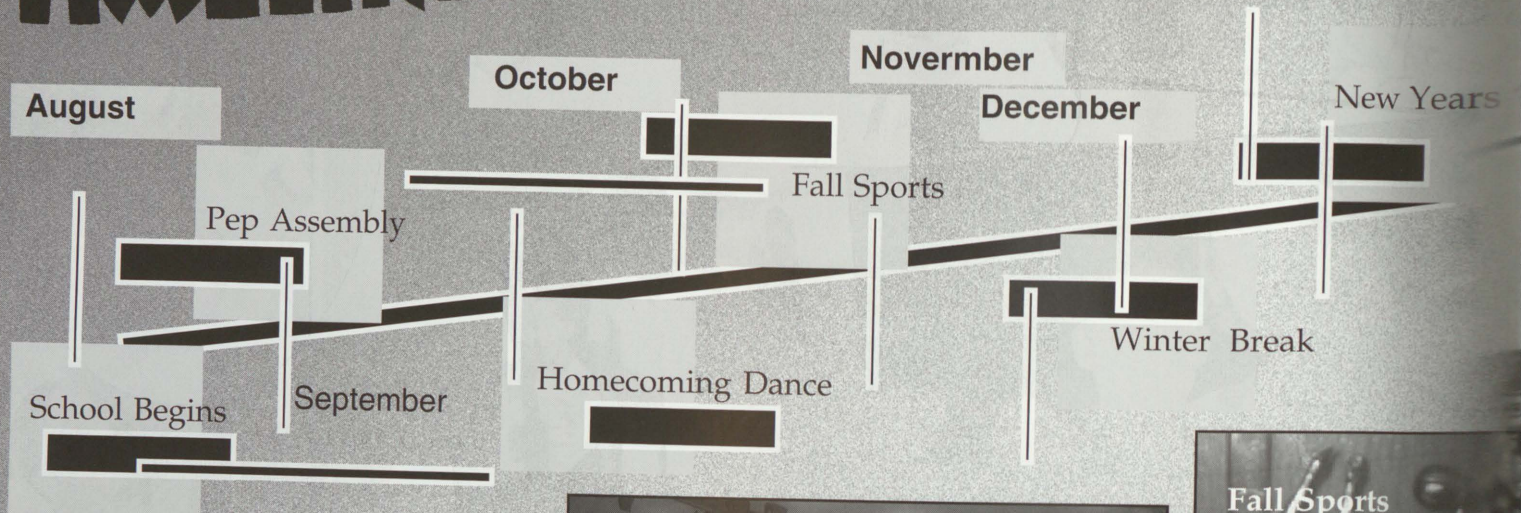 August
October
Novermber
December
New Years
Pep Assembly
Fall Sports
Winter Break
School Begins
September
Homecoming Dance
Fall Sports